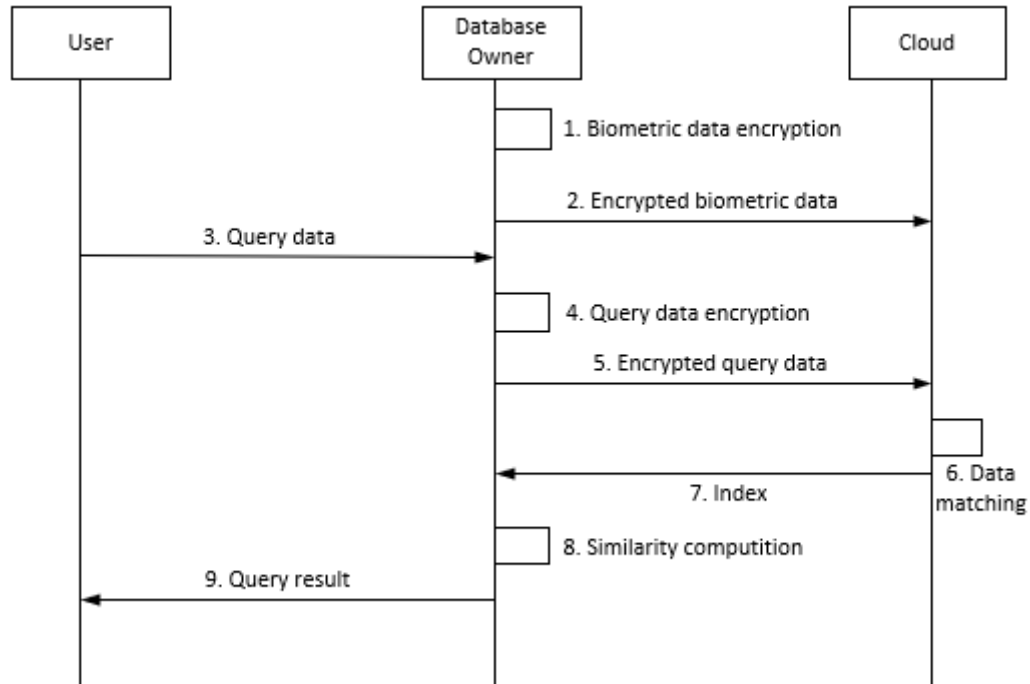 User
Database
Owner
Cloud
1. Biometric data encryption
2. Encrypted biometric data
3. Query data
4. Query data encryption
5. Encrypted query data
6. Data
matching
7. Index
8. Similarity computition
9. Query result